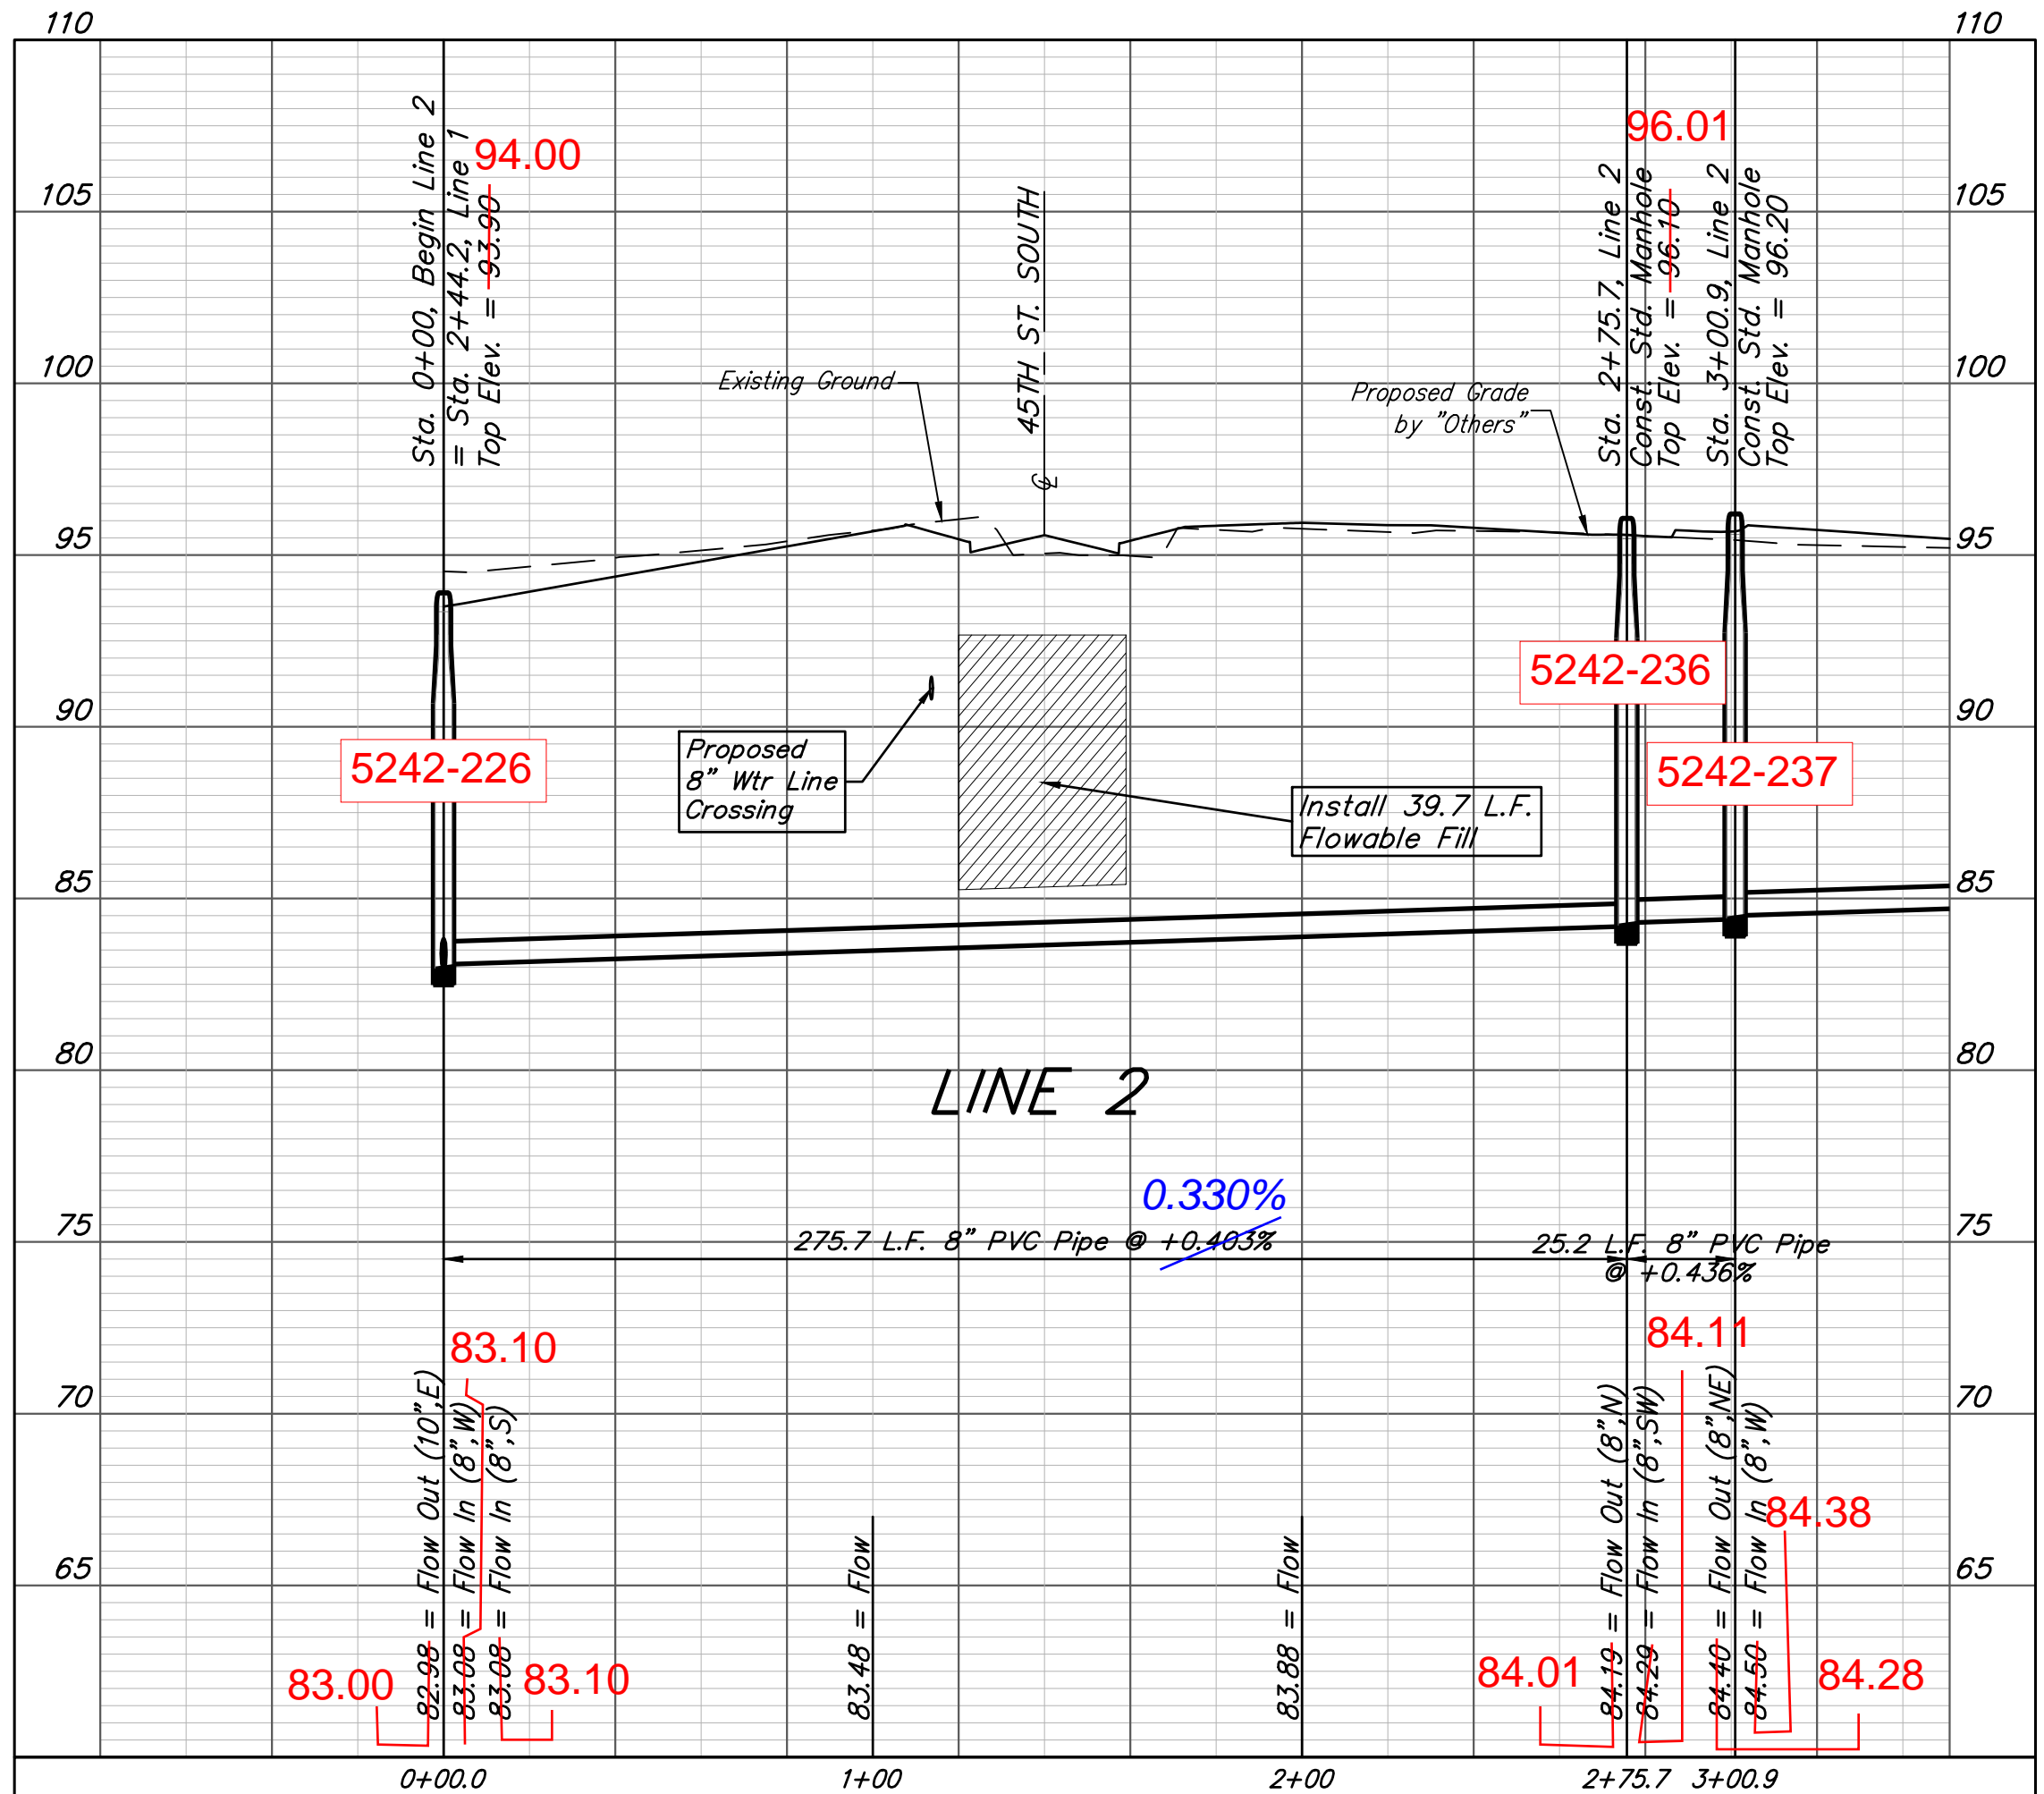 110
110
105
105
100
100
95
95
90
90
85
85
80
80
75
75
70
70
65
65
Sta. 0+00, Begin Line 2
= Sta. 2+44.2, Line 1
Top Elev. = 93.90
94.00
45TH ST. SOUTH
℄
Existing Ground
Proposed Grade
by "Others"
96.01
Sta. 2+75.7, Line 2
Const. Std. Manhole
Top Elev. = 96.10
Sta. 3+00.9, Line 2
Const. Std. Manhole
Top Elev. = 96.20
5242-226
5242-236
5242-237
Proposed
8" Wtr Line
Crossing
Install 39.7 L.F.
Flowable Fill
LINE 2
0.330%
275.7 L.F. 8" PVC Pipe @ +0.403%
25.2 L.F. 8" PVC Pipe
@ +0.436%
83.10
84.11
82.98 = Flow Out (10",E)
83.08 = Flow In (8",W)
83.08 = Flow In (8",S)
83.00
83.10
83.48 = Flow
83.88 = Flow
84.19 = Flow Out (8",N)
84.29 = Flow In (8",SW)
84.40 = Flow Out (8",NE)
84.50 = Flow In (8",W)
84.38
84.01
84.28
0+00.0
1+00
2+00
2+75.7
3+00.9